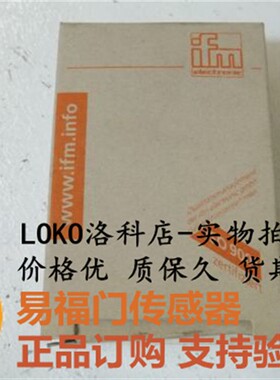 ifm
electronic
www.ifm.info
LOKO洛科店-实物拍
价格优 质保久 货其
易福门传感器
正品订购 支持验